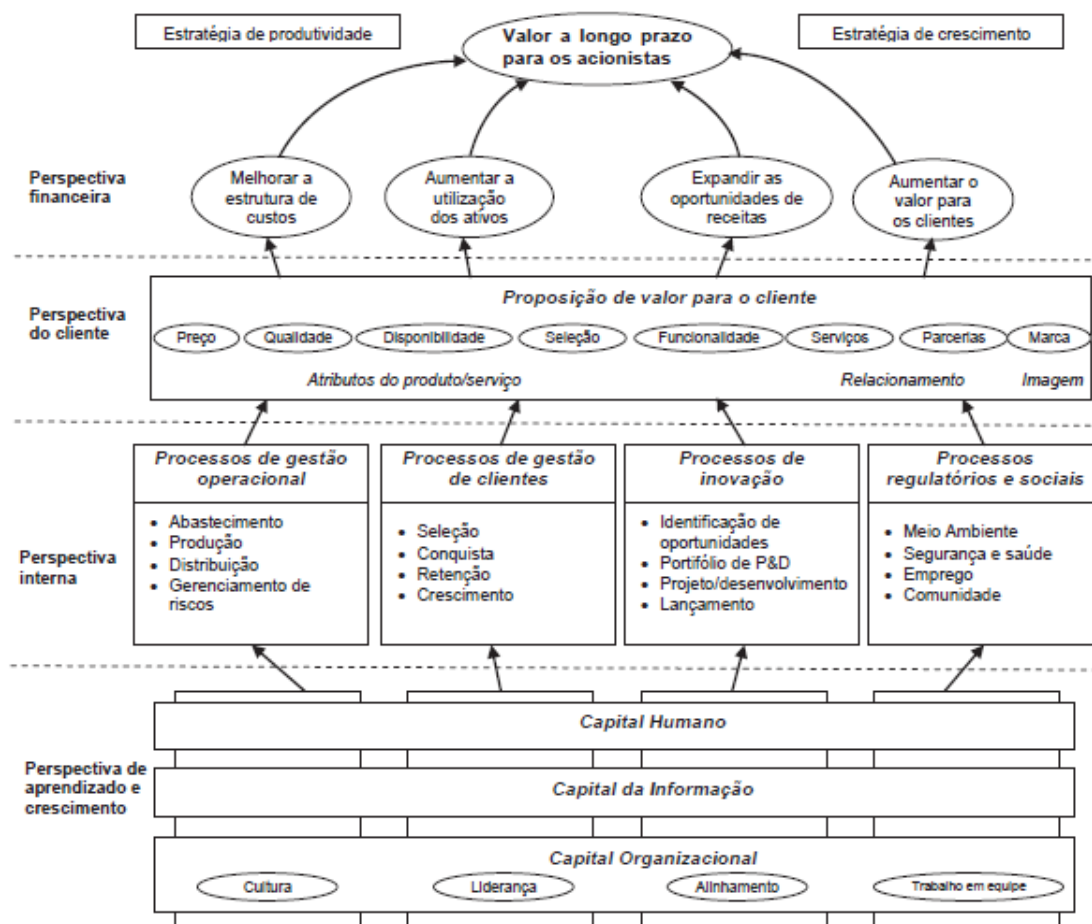 Estratégia de produtividade
Valor a longo prazo
para os acionistas
Estratégia de crescimento
Perspectiva
financeira
Melhorar a
estrutura de
custos
Aumentar a
utilização
dos ativos
Expandir as
oportunidades de
receitas
Aumentar o
valor para
os clientes
Perspectiva
do cliente
Proposição de valor para o cliente
Preço
Qualidade
Disponibilidade
Seleção
Funcionalidade
Serviços
Parcerias
Marca
Atributos do produto/serviço
Relacionamento
Imagem
Perspectiva
interna
Processos de gestão
operacional
• Abastecimento
• Produção
• Distribuição
• Gerenciamento de
riscos
Processos de gestão
de clientes
• Seleção
• Conquista
• Retenção
• Crescimento
Processos de
inovação
• Identificação de
oportunidades
• Portifólio de P&D
• Projeto/desenvolvimento
• Lançamento
Processos
regulatórios e sociais
• Meio Ambiente
• Segurança e saúde
• Emprego
• Comunidade
Perspectiva de
aprendizado e
crescimento
Capital Humano
Capital da Informação
Capital Organizacional
Cultura
Liderança
Alinhamento
Trabalho em equipe